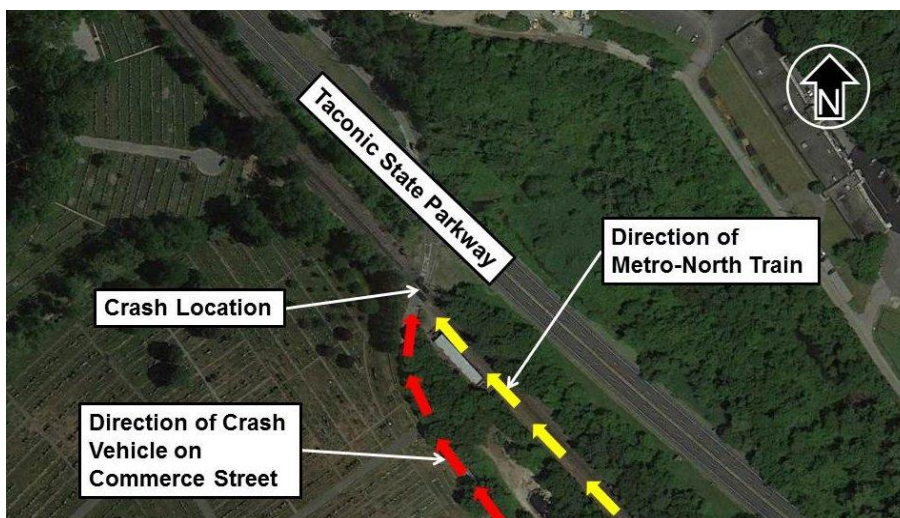 N
Taconic State Parkway
Direction of
Metro-North Train
Crash Location
Direction of Crash
Vehicle on
Commerce Street